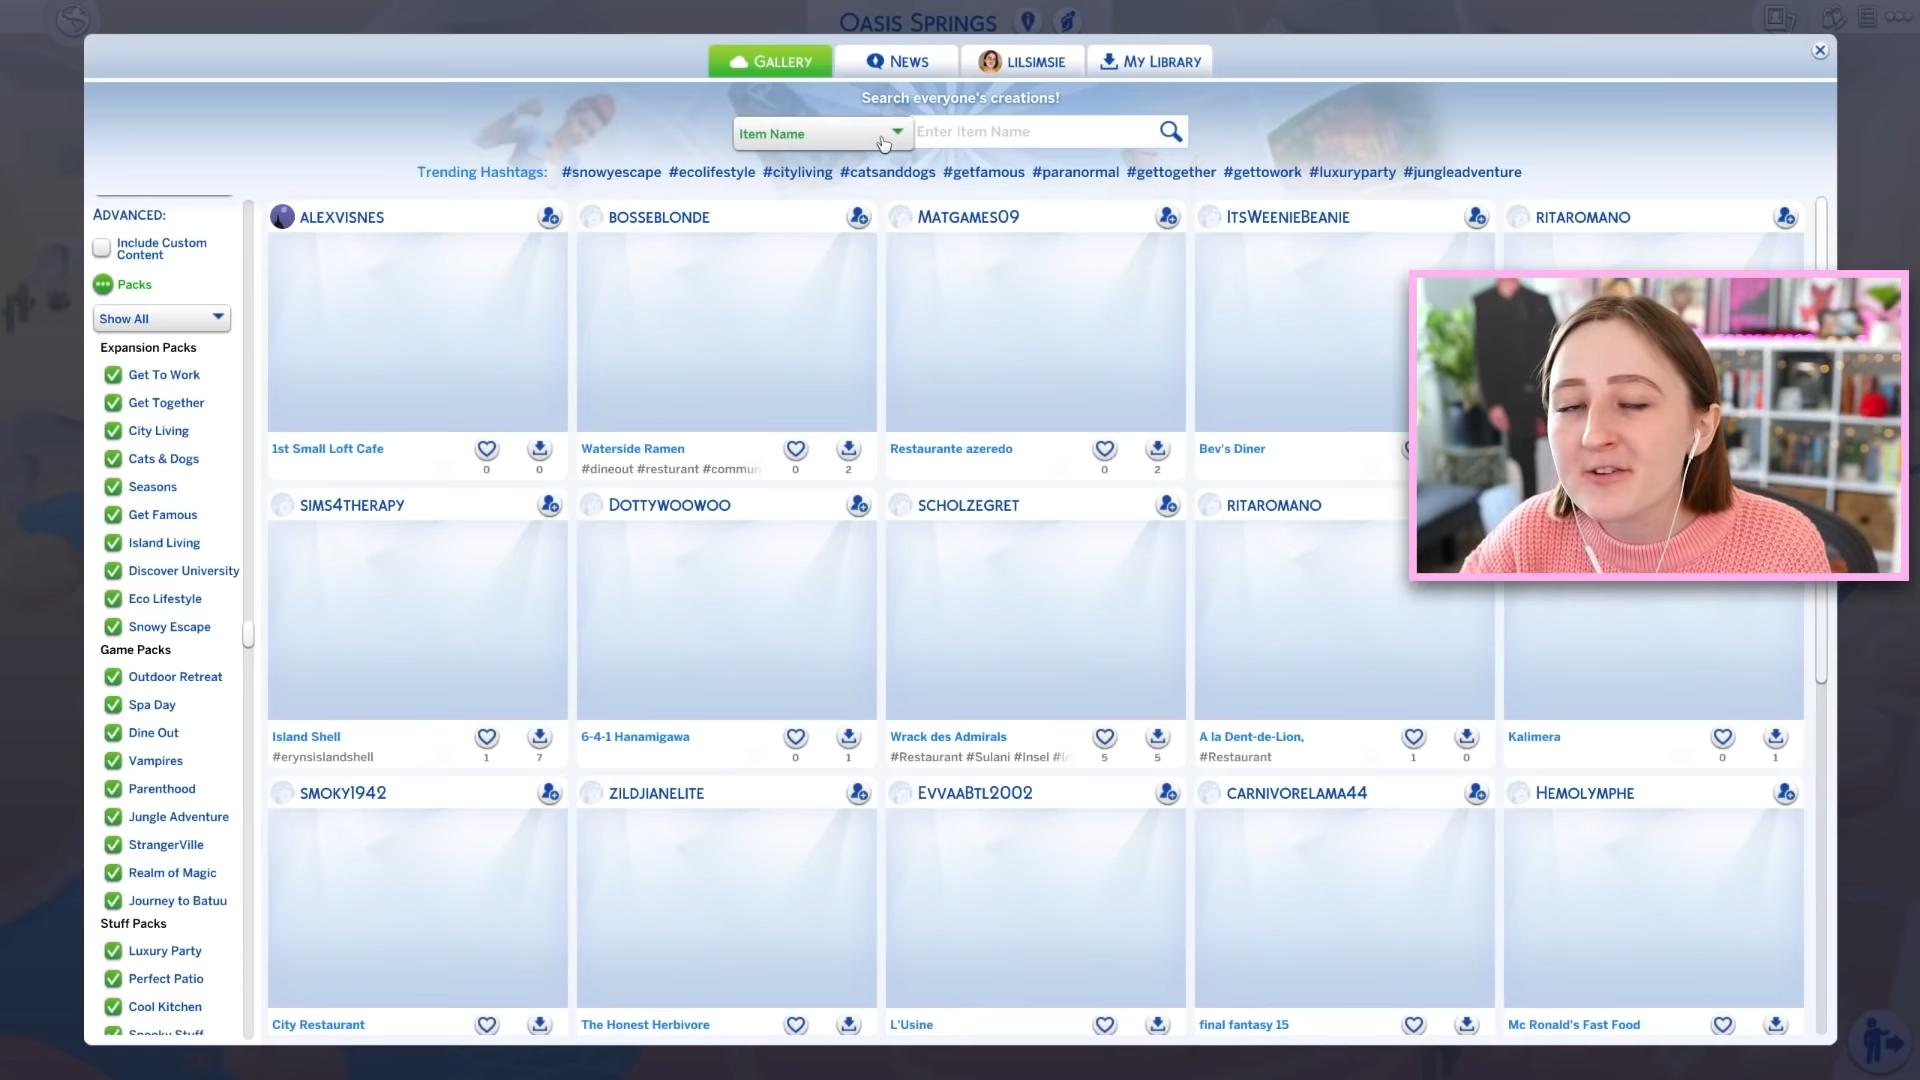 Oasis Springs
Gallery
News
lilsimsie
My Library
Search everyone's creations!
Item Name
Enter Item Name
Trending Hashtags: #snowyescape #ecolifestyle #cityliving #catsanddogs #getfamous #paranormal #gettogether #gettowork #luxuryparty #jungleadventure
Advanced:
Include Custom
Content
Packs
Show All
Expansion Packs
Get To Work
Get Together
City Living
Cats & Dogs
Seasons
Get Famous
Island Living
Discover University
Eco Lifestyle
Snowy Escape
Game Packs
Outdoor Retreat
Spa Day
Dine Out
Vampires
Parenthood
Jungle Adventure
StrangerVille
Realm of Magic
Journey to Batuu
Stuff Packs
Luxury Party
Perfect Patio
Cool Kitchen
Spooky Stuff
alexvisnes
bosseblonde
Matgames09
ItsWeenieBeanie
ritaromano
1st Small Loft Cafe
0 0
Waterside Ramen
#dineout #resturant #commun
0 2
Restaurante azeredo
0 2
Bev's Diner
sims4therapy
Dottywoowoo
scholzegret
ritaromano
Island Shell
#erynsislandshell
1 7
6-4-1 Hanamigawa
0 1
Wrack des Admirals
#Restaurant #Sulani #Insel
5 5
A la Dent-de-Lion,
#Restaurant
1 0
Kalimera
0 1
smoky1942
zildjianelite
EvvaaBtl2002
carnivorelama44
Hemolymphe
City Restaurant
The Honest Herbivore
L'Usine
final fantasy 15
Mc Ronald's Fast Food